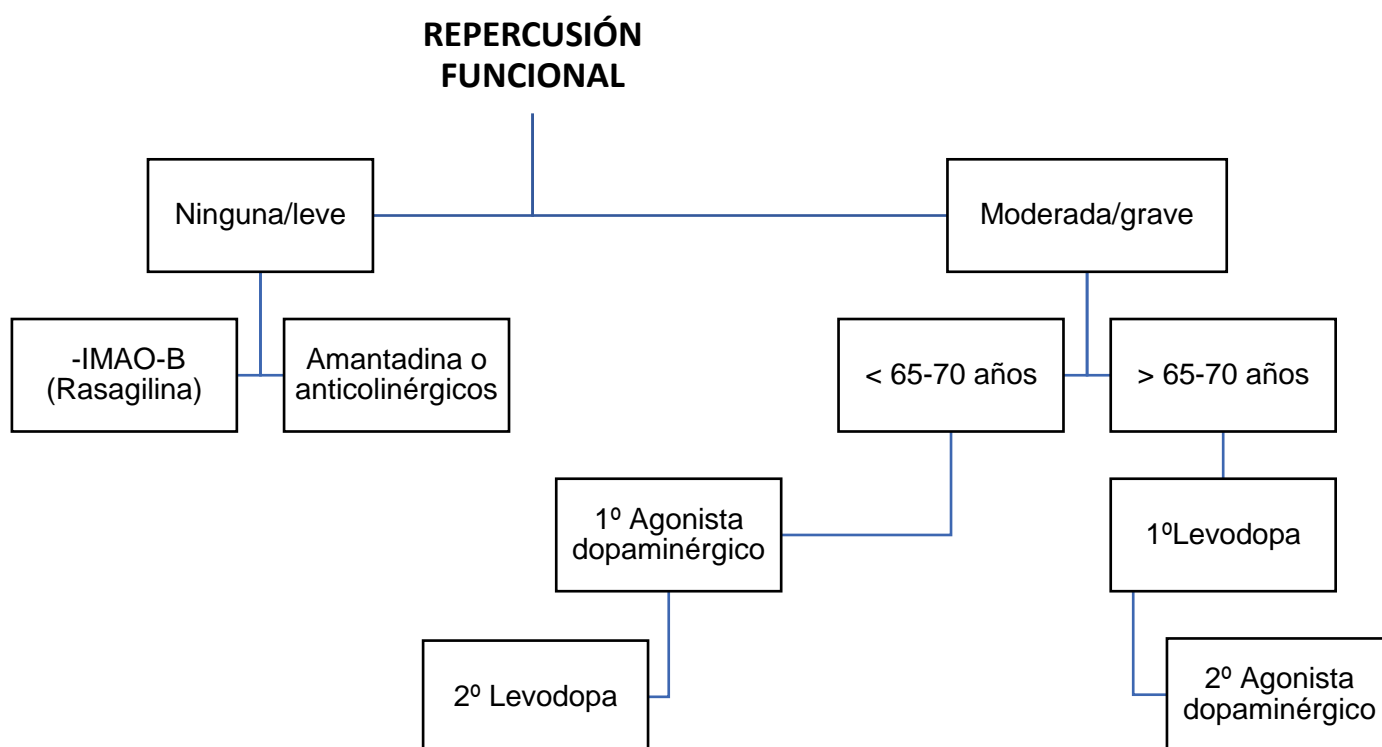 REPERCUSIÓN
FUNCIONAL
Ninguna/leve
Moderada/grave
-IMAO-B
(Rasagilina)
Amantadina o
anticolinérgicos
< 65-70 años
> 65-70 años
1º Agonista
dopaminérgico
1ºLevodopa
2º Levodopa
2º Agonista
dopaminérgico